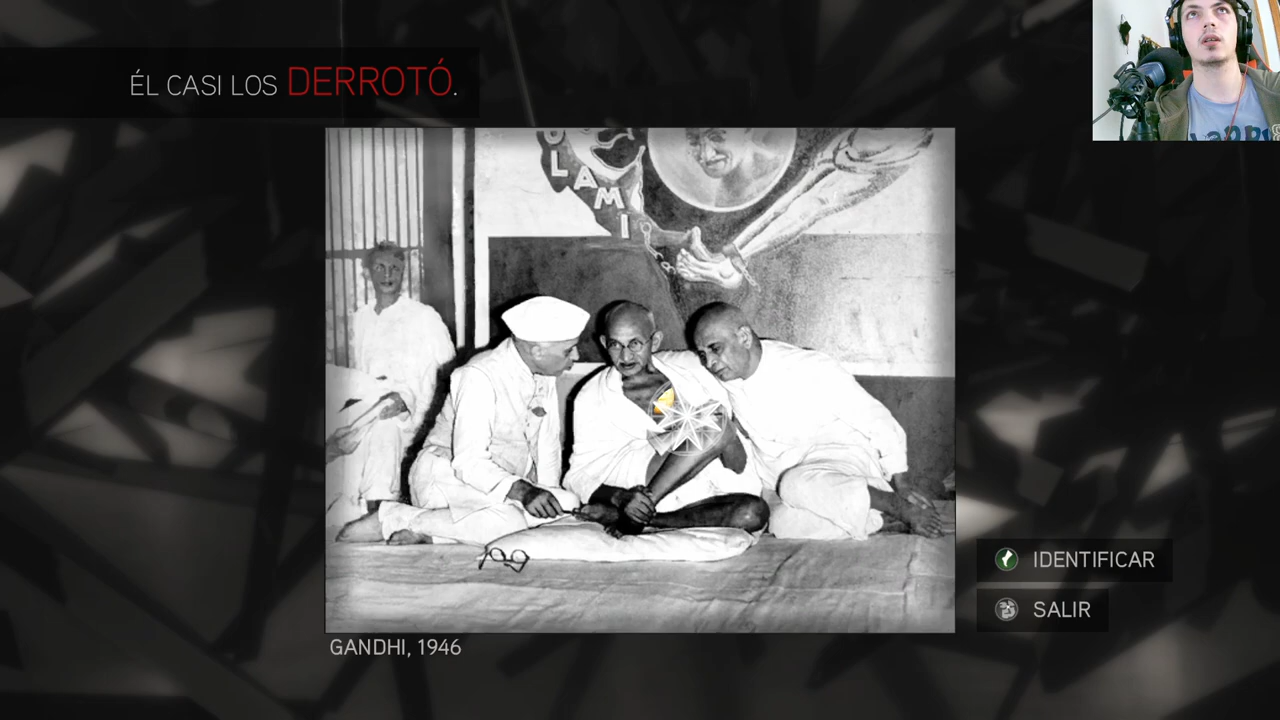 ÉL CASI LOS DERROTÓ.
LAMI
GANDHI, 1946
IDENTIFICAR
SALIR